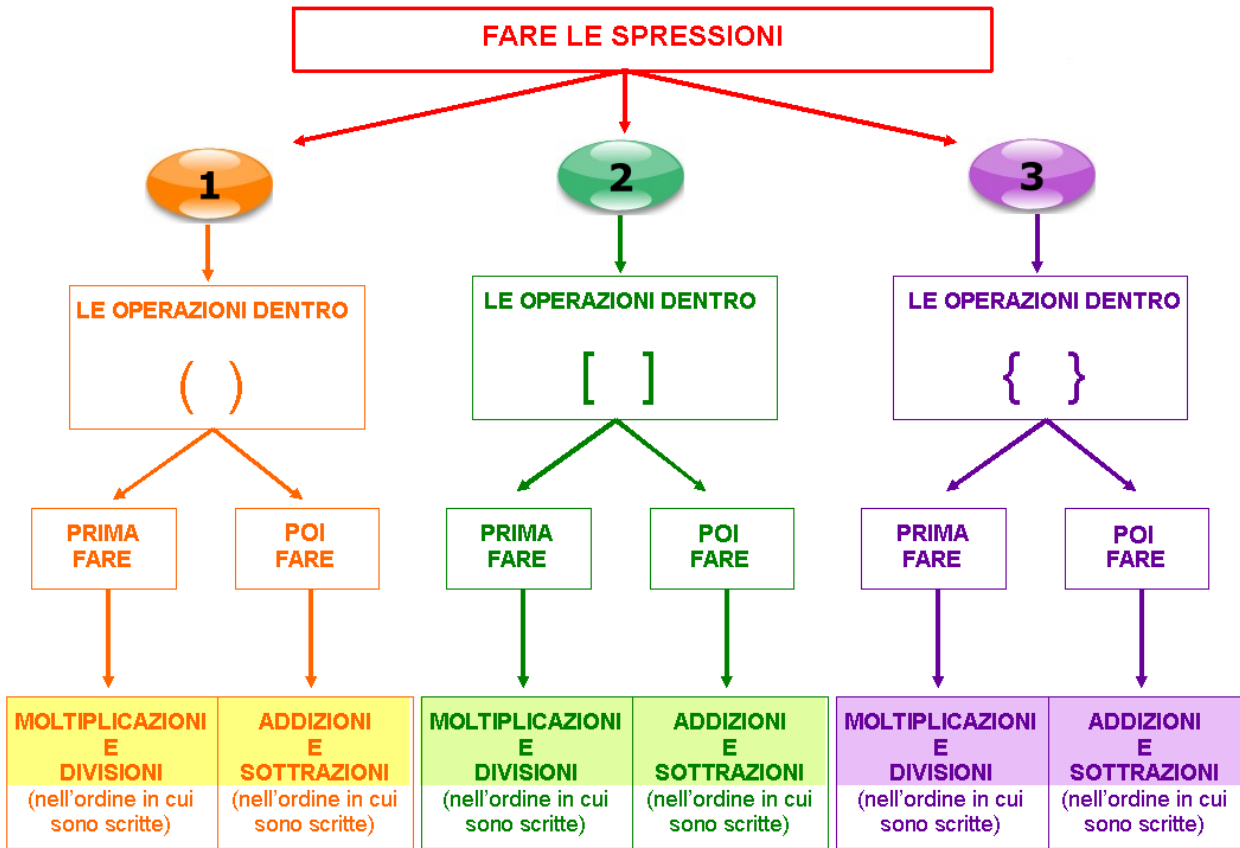 FARE LE SPRESSIONI
1
2
3
LE OPERAZIONI DENTRO
( )
LE OPERAZIONI DENTRO
[ ]
LE OPERAZIONI DENTRO
{ }
PRIMA
FARE
POI
FARE
PRIMA
FARE
POI
FARE
PRIMA
FARE
POI
FARE
MOLTIPLICAZIONI
E
DIVISIONI
(nell'ordine in cui
sono scritte)
ADDIZIONI
E
SOTTRAZIONI
(nell'ordine in cui
sono scritte)
MOLTIPLICAZIONI
E
DIVISIONI
(nell'ordine in cui
sono scritte)
ADDIZIONI
E
SOTTRAZIONI
(nell'ordine in cui
sono scritte)
MOLTIPLICAZIONI
E
DIVISIONI
(nell'ordine in cui
sono scritte)
ADDIZIONI
E
SOTTRAZIONI
(nell'ordine in cui
sono scritte)